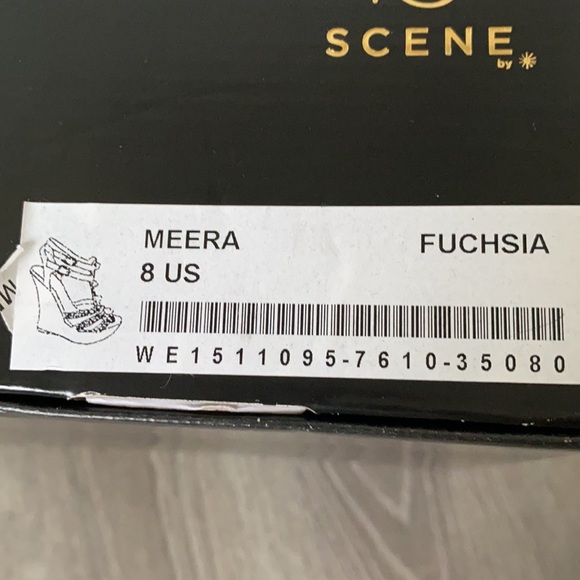 SCENE
by
MEERA FUCHSIA
8 US
WE1511095-7610-35080